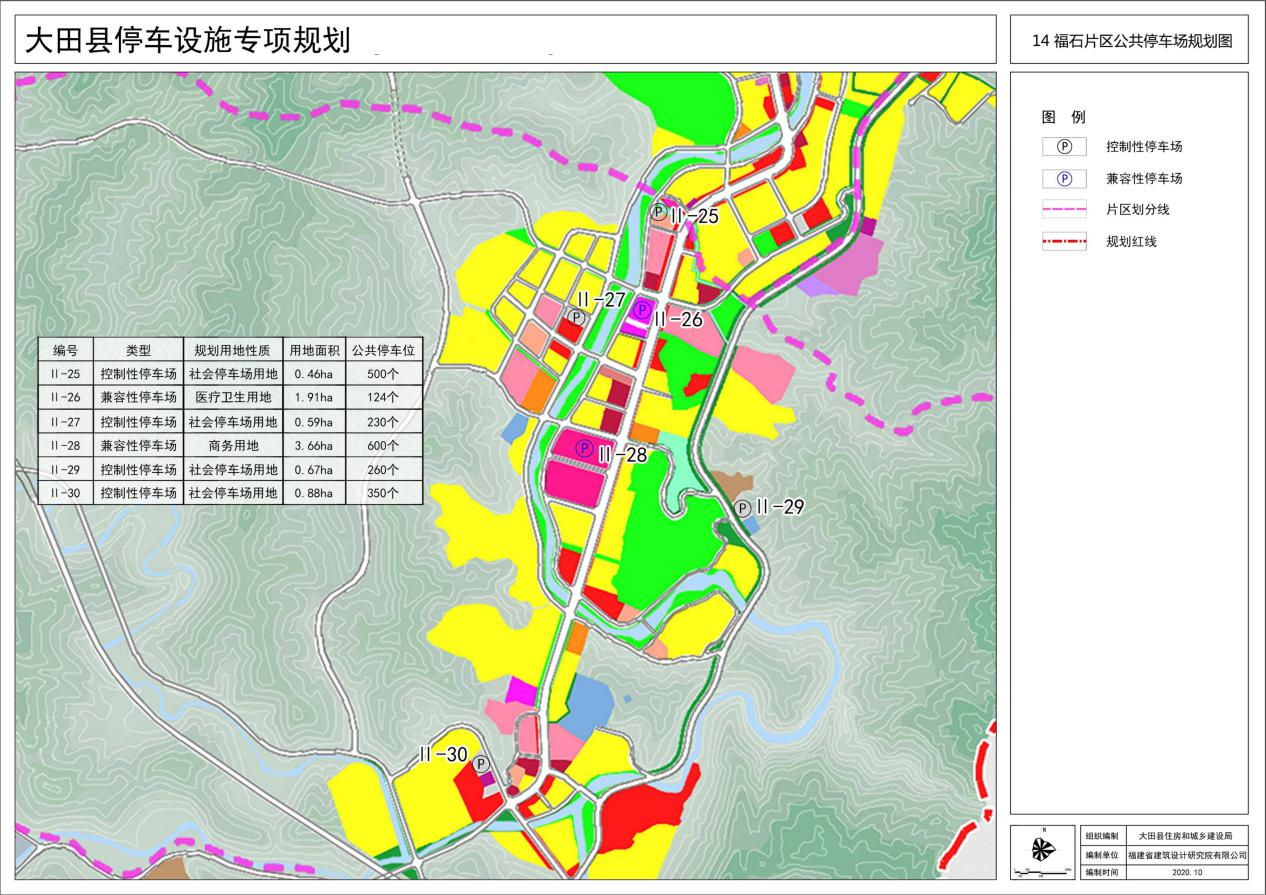 大田县停车设施专项规划
14 福石片区公共停车场规划图
图 例
P 控制性停车场
P 兼容性停车场
片区划分线
规划红线
P II-25
II-27
P
P
II-26
编号 类型 规划用地性质 用地面积 公共停车位
II-25 控制性停车场 社会停车场用地 0.46ha 500个
II-26 兼容性停车场 医疗卫生用地 1.91ha 124个
II-27 控制性停车场 社会停车场用地 0.59ha 230个
II-28 兼容性停车场 商务用地 3.66ha 600个
II-29 控制性停车场 社会停车场用地 0.67ha 260个
II-30 控制性停车场 社会停车场用地 0.88ha 350个
P II-28
P II-29
II-30 P
N
组织编制 大田县住房和城乡建设局
编制单位 福建省建筑设计研究院有限公司
编制时间 2020.10